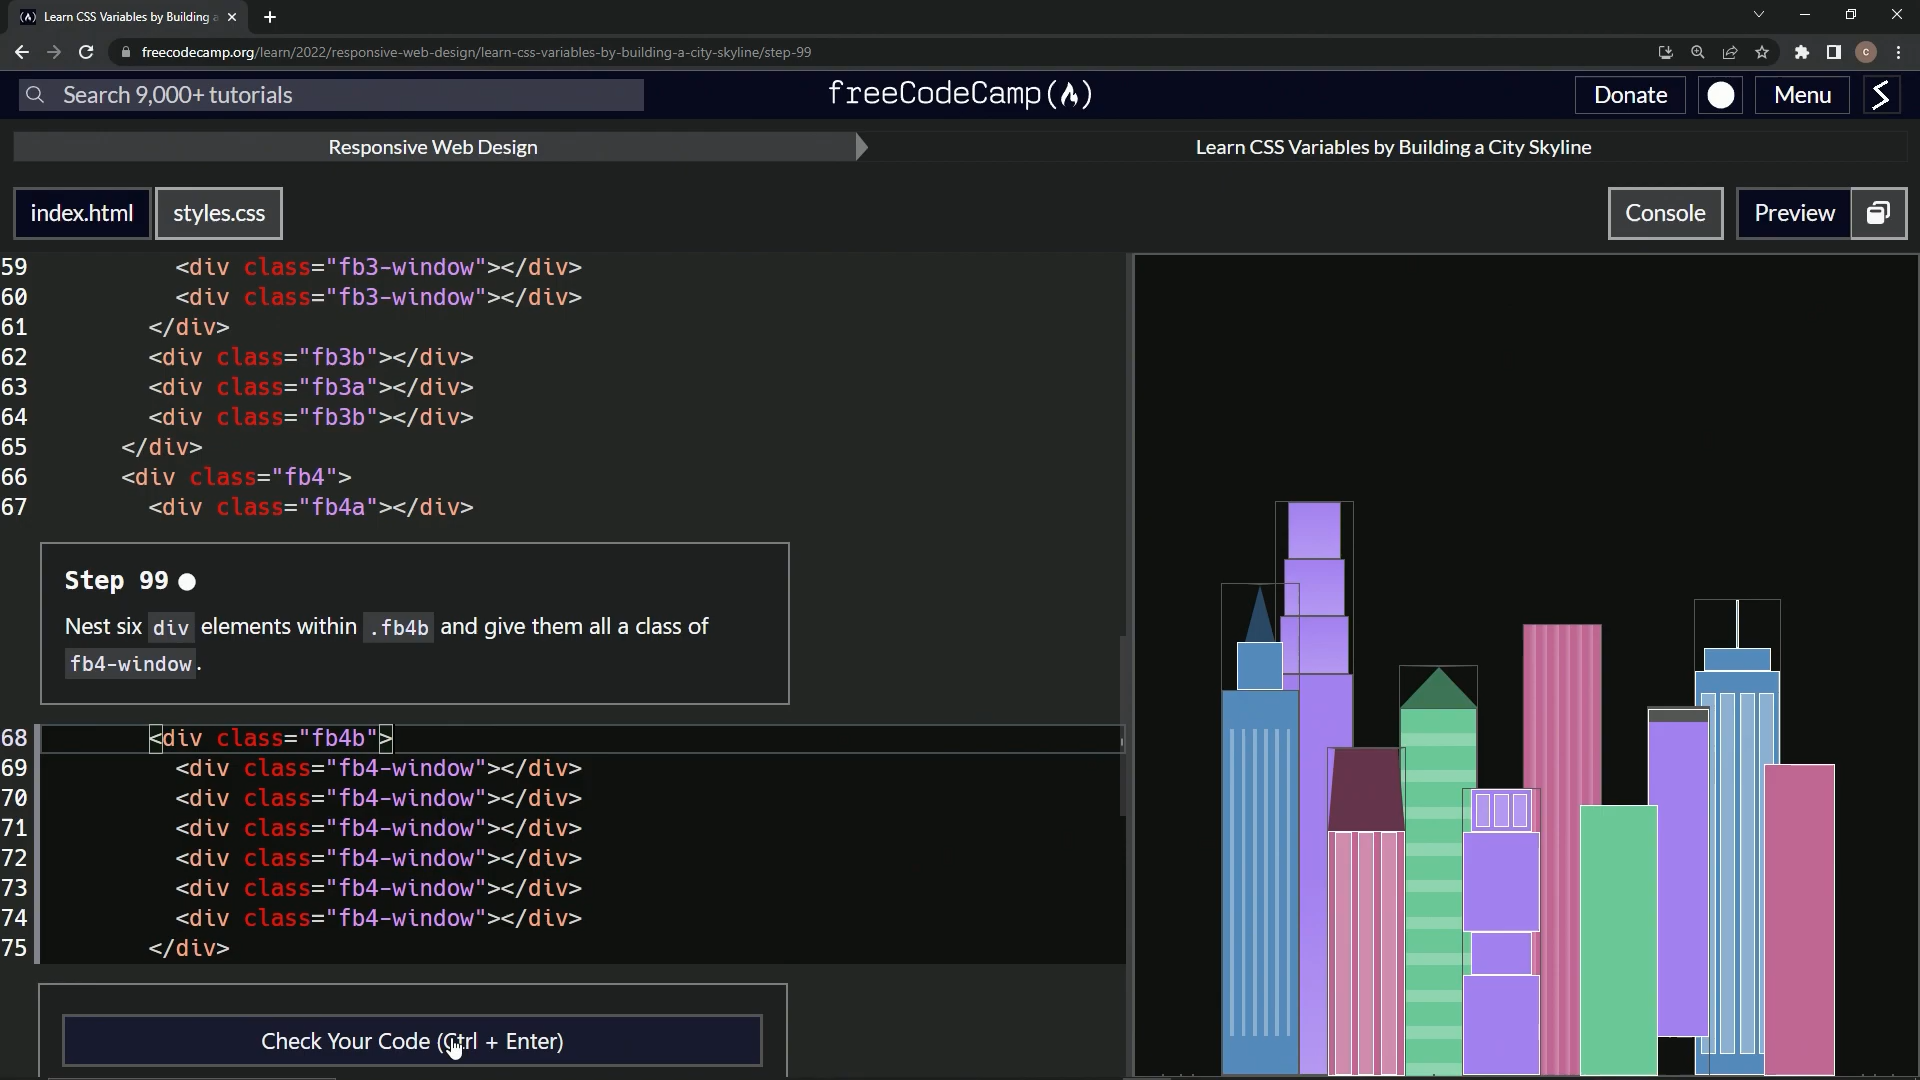 Learn CSS Variables by Building a
freecodecamp.org/learn/2022/responsive-web-design/learn-css-variables-by-building-a-city-skyline/step-99
C
Search 9,000+ tutorials
freeCodeCamp
Donate
Menu
Responsive Web Design
Learn CSS Variables by Building a City Skyline
index.html
styles.css
Console
Preview
59 <div class="fb3-window"></div>
60 <div class="fb3-window"></div>
61 </div>
62 <div class="fb3b"></div>
63 <div class="fb3a"></div>
64 <div class="fb3b"></div>
65 </div>
66 <div class="fb4">
67 <div class="fb4a"></div>
Step 99
Nest six div elements within .fb4b and give them all a class of
fb4-window.
68 <div class="fb4b">
69 <div class="fb4-window"></div>
70 <div class="fb4-window"></div>
71 <div class="fb4-window"></div>
72 <div class="fb4-window"></div>
73 <div class="fb4-window"></div>
74 <div class="fb4-window"></div>
75 </div>
Check Your Code (Ctrl + Enter)